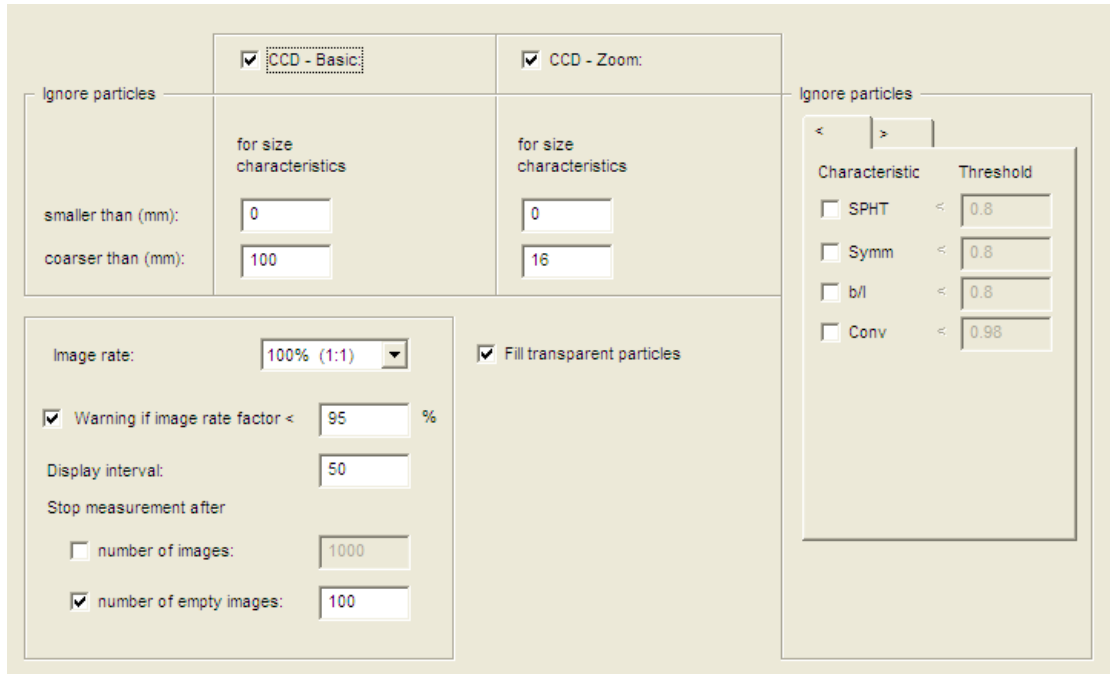 CCD - Basic:
CCD - Zoom:
Ignore particles
for size
characteristics
for size
characteristics
smaller than (mm):
0
0
coarser than (mm):
100
16
Ignore particles
<
>
Characteristic
Threshold
SPHT < 0.8
Symm < 0.8
b/l < 0.8
Conv < 0.98
Image rate: 100% (1:1)
Fill transparent particles
Warning if image rate factor < 95 %
Display interval: 50
Stop measurement after
number of images: 1000
number of empty images: 100